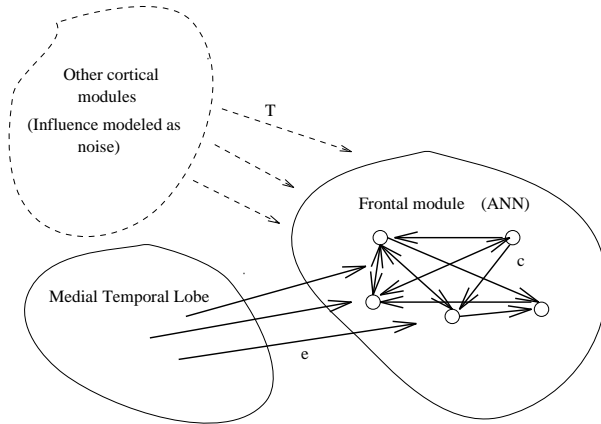 Other cortical
modules
(Influence modeled as
noise)
T
Frontal module (ANN)
c
Medial Temporal Lobe
e